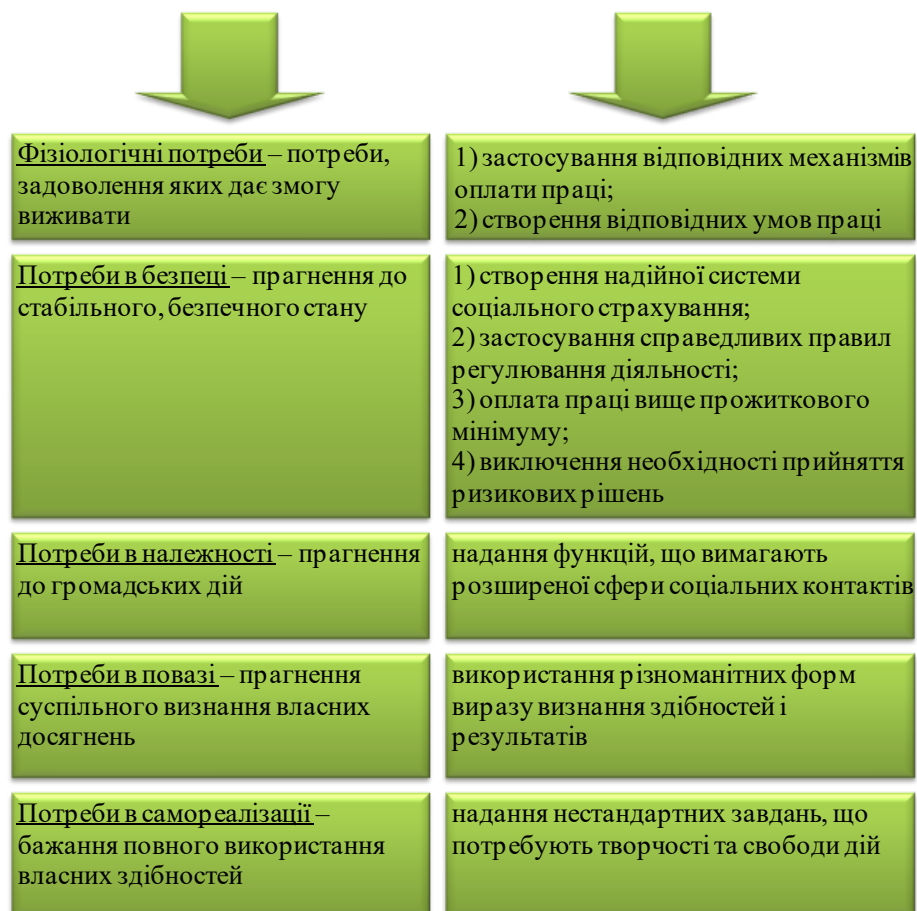 Фізіологічні потреби – потреби,
задоволення яких дає змогу
виживати
1) застосування відповідних механізмів
оплати праці;
2) створення відповідних умов праці
Потреби в безпеці – прагнення до
стабільного, безпечного стану
1) створення надійної системи
соціального страхування;
2) застосування справедливих правил
регулювання діяльності;
3) оплата праці вище прожиткового
мінімуму;
4) виключення необхідності прийняття
ризикових рішень
Потреби в належності – прагнення
до громадських дій
надання функцій, що вимагають
розширеної сфери соціальних контактів
Потреби в повазі – прагнення
суспільного визнання власних
досягнень
використання різноманітних форм
виразу визнання здібностей і
результатів
Потреби в самореалізації –
бажання повного використання
власних здібностей
надання нестандартних завдань, що
потребують творчості та свободи дій